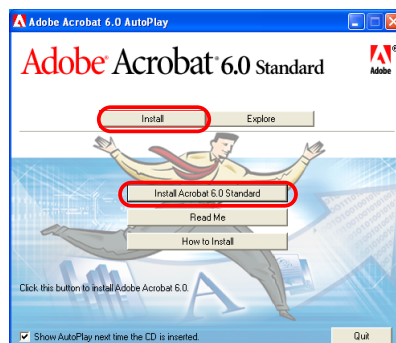 Adobe Acrobat 6.0 AutoPlay
Adobe® Acrobat® 6.0 Standard
Adobe
Install Explore
Install Acrobat 6.0 Standard
Read Me
How to Install
Click this button to install Adobe Acrobat 6.0.
Show AutoPlay next time the CD is inserted.
Quit